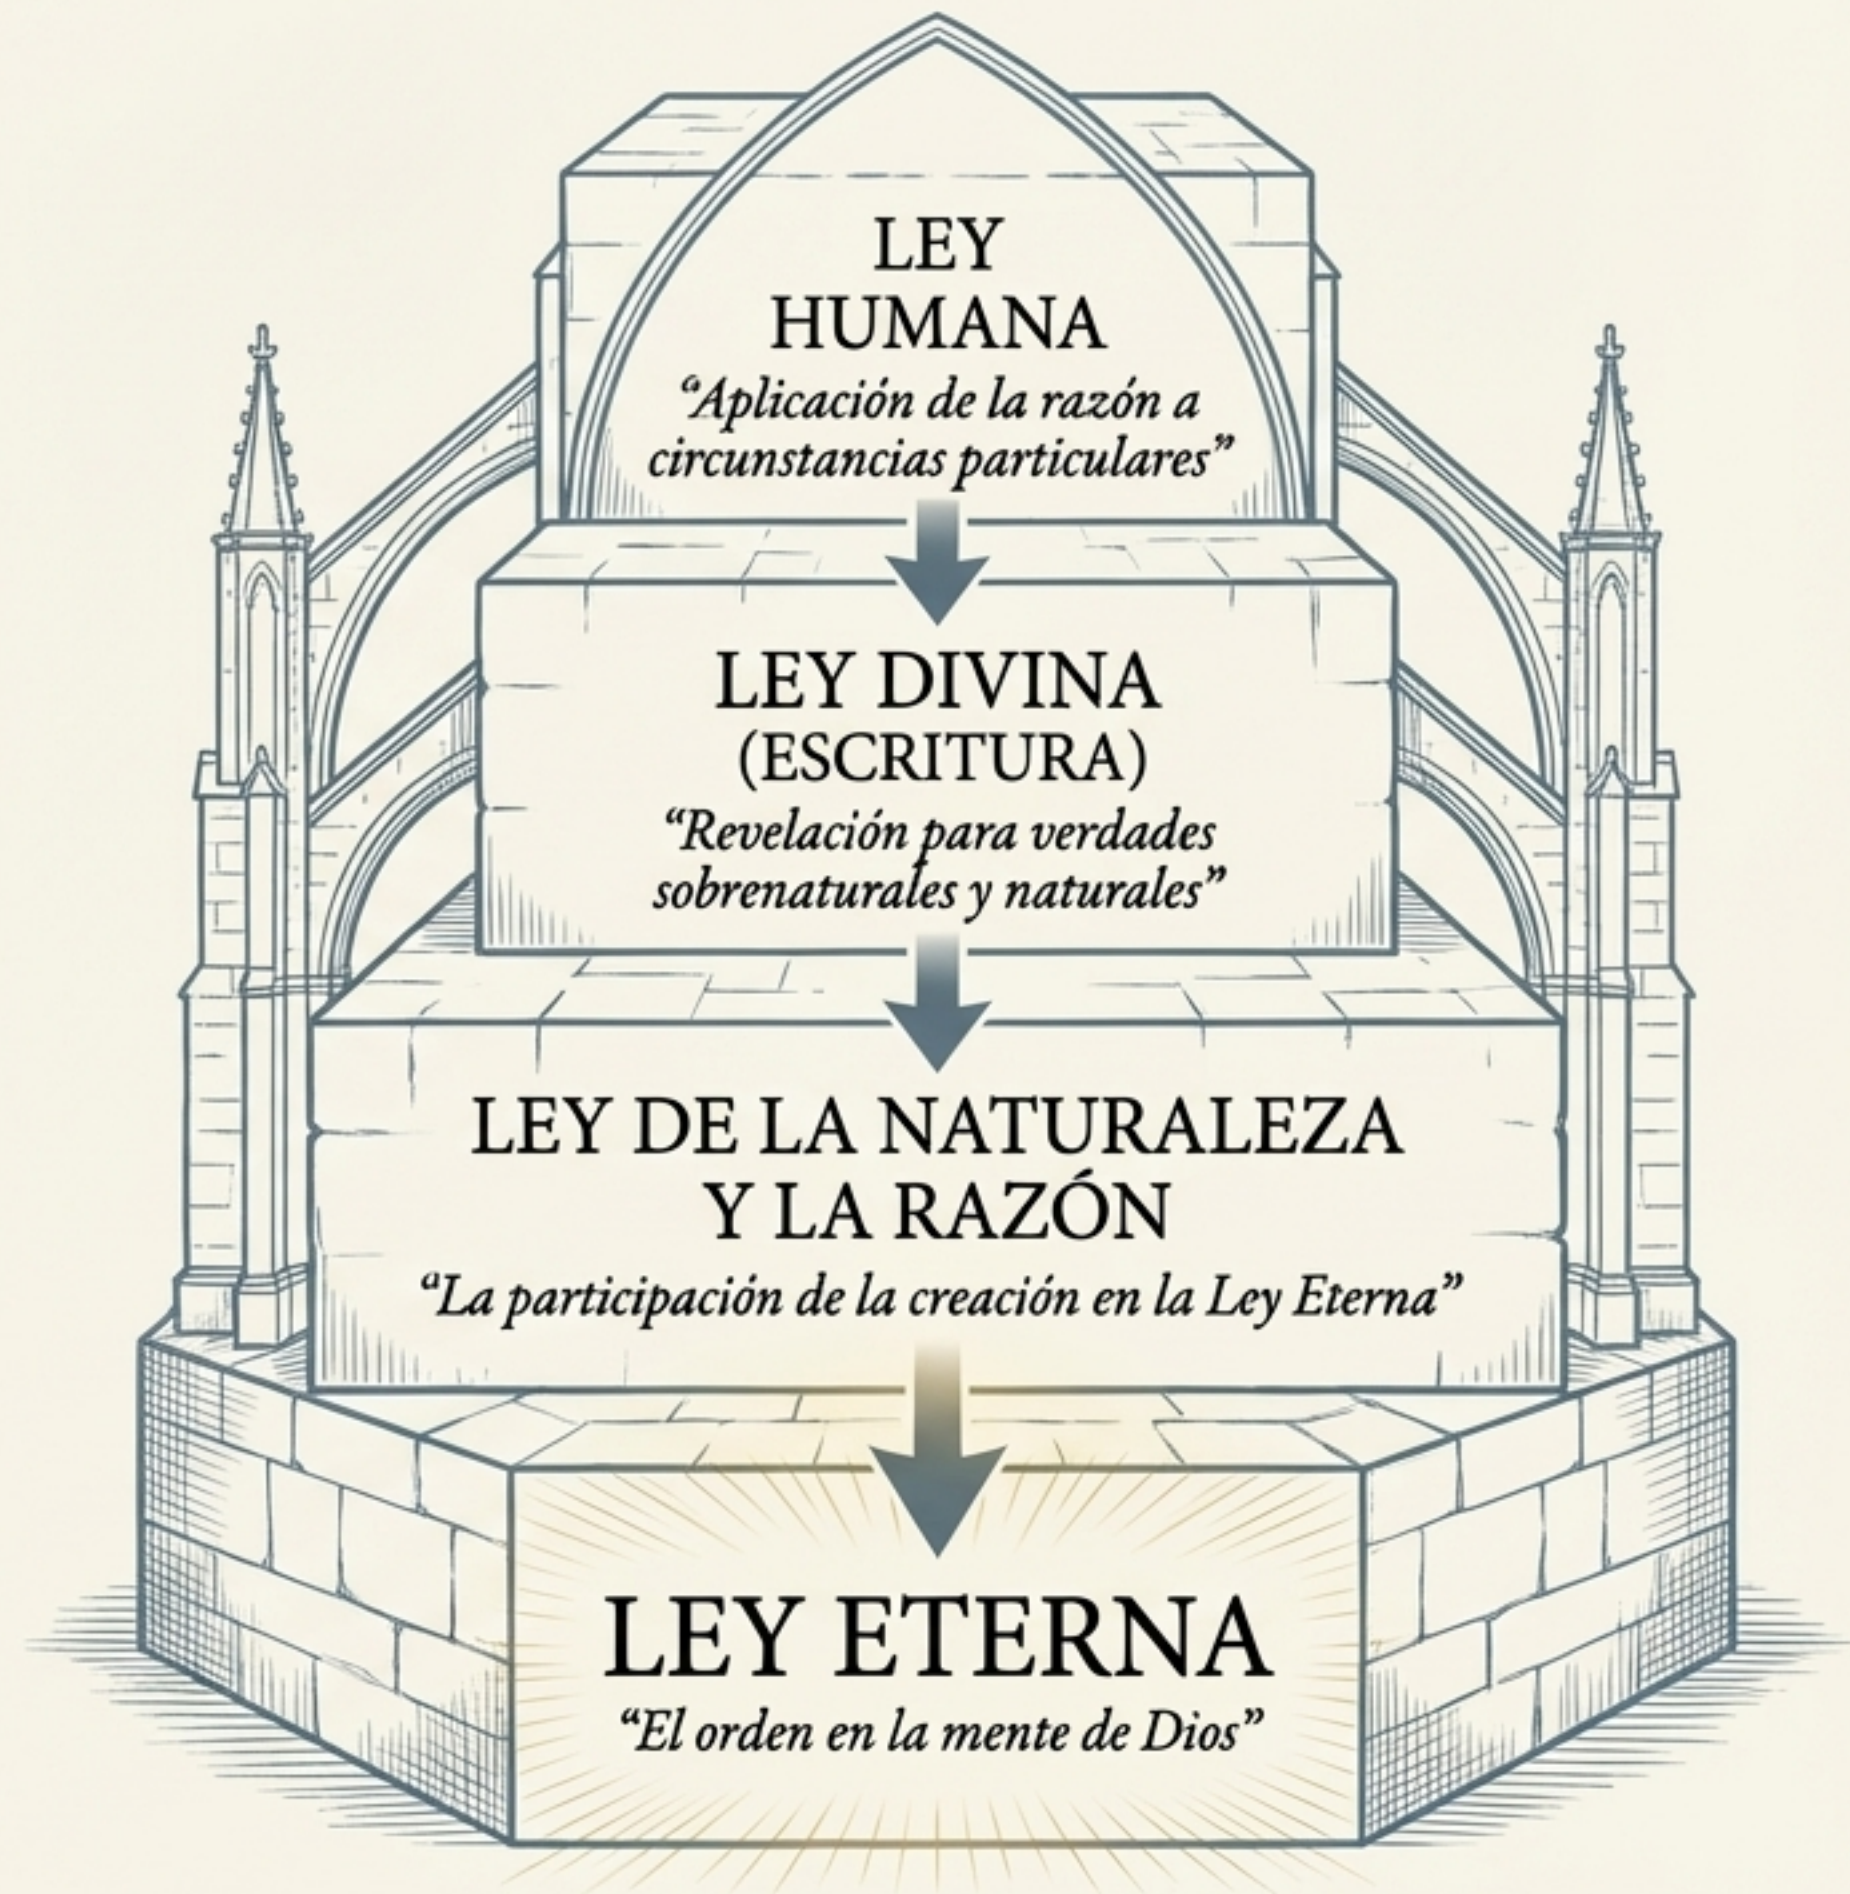 LEY
HUMANA
“Aplicación de la razón a
circunstancias particulares”
LEY DIVINA
(ESCRITURA)
“Revelación para verdades
sobrenaturales y naturales”
LEY DE LA NATURALEZA
Y LA RAZÓN
“La participación de la creación en la Ley Eterna”
LEY ETERNA
“El orden en la mente de Dios”